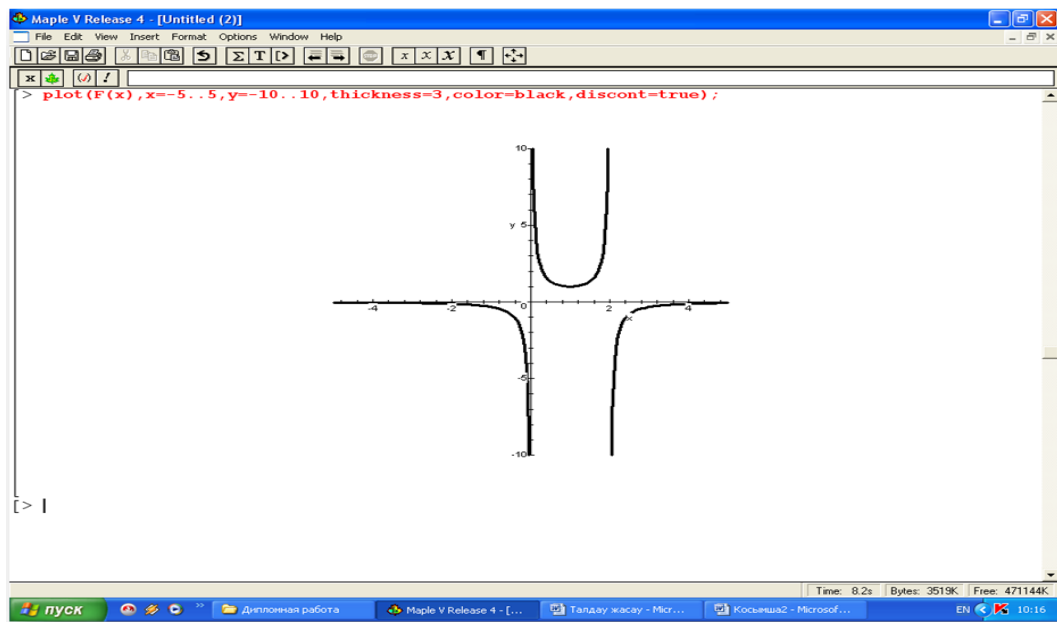 Maple V Release 4 - [Untitled (2)]
File Edit View Insert Format Options Window Help
Σ T [> x x x ¶
x (√) !
> plot(F(x),x=-5..5,y=-10..10,thickness=3,color=black,discont=true);
10
y 5
-4 -2 0 2 4
x
-5
-10
[>
Time: 8.2s Bytes: 3519K Free: 471144K
пуск » Дипломная работа Maple V Release 4 - [... Талдау жасау - Micr... Косымша2 - Microsof... EN K 10:16